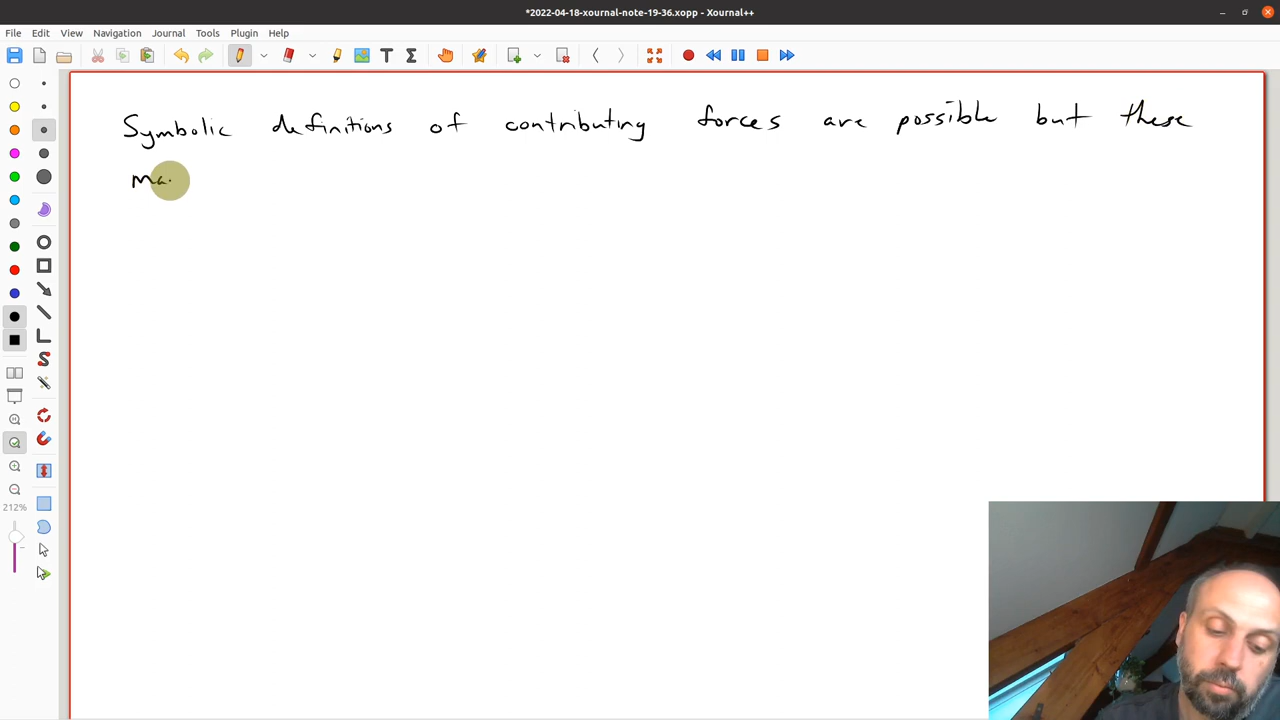 *2022-04-18-xournal-note-19-36.xopp - Xournal++
File Edit View Navigation Journal Tools Plugin Help
Symbolic definitions of contributing forces are possible but these
ma
212%